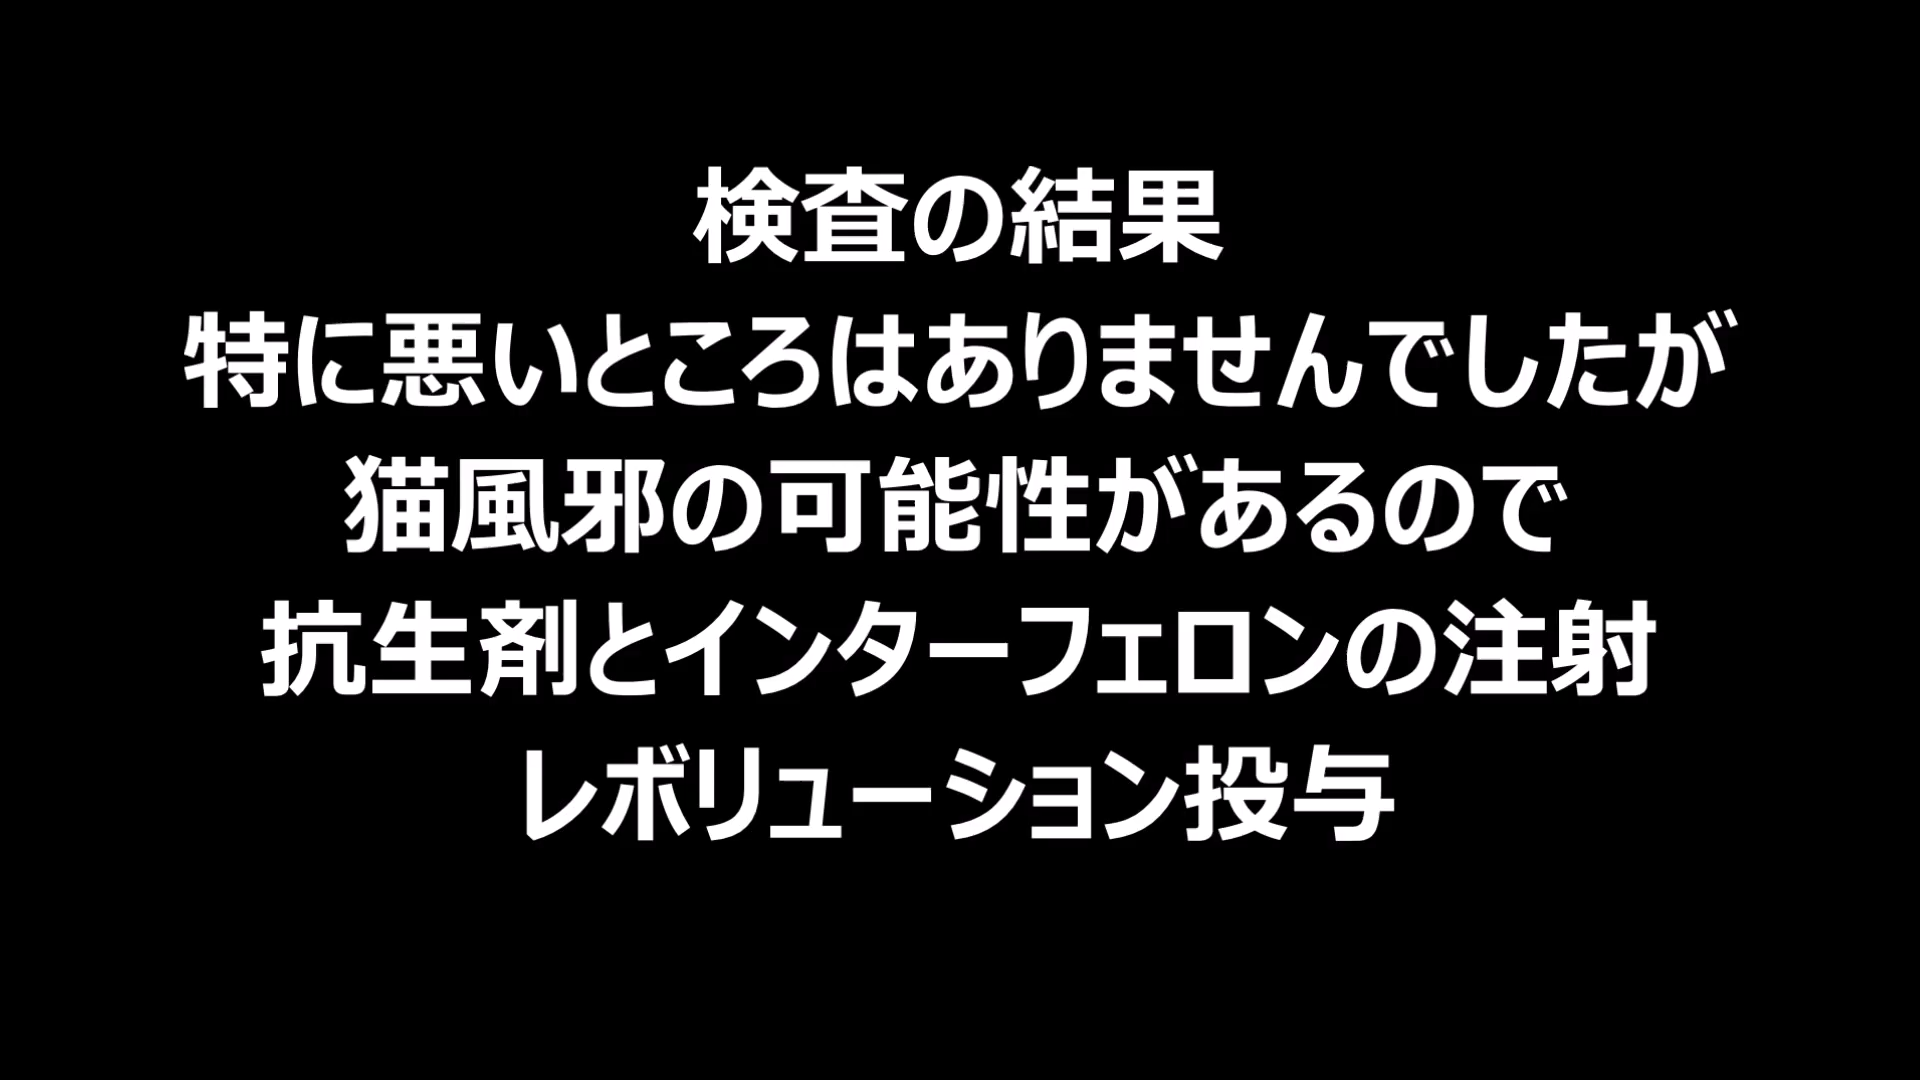 検査の結果
特に悪いところはありませんでしたが
猫風邪の可能性があるので
抗生剤とインターフェロンの注射
レボリューション投与